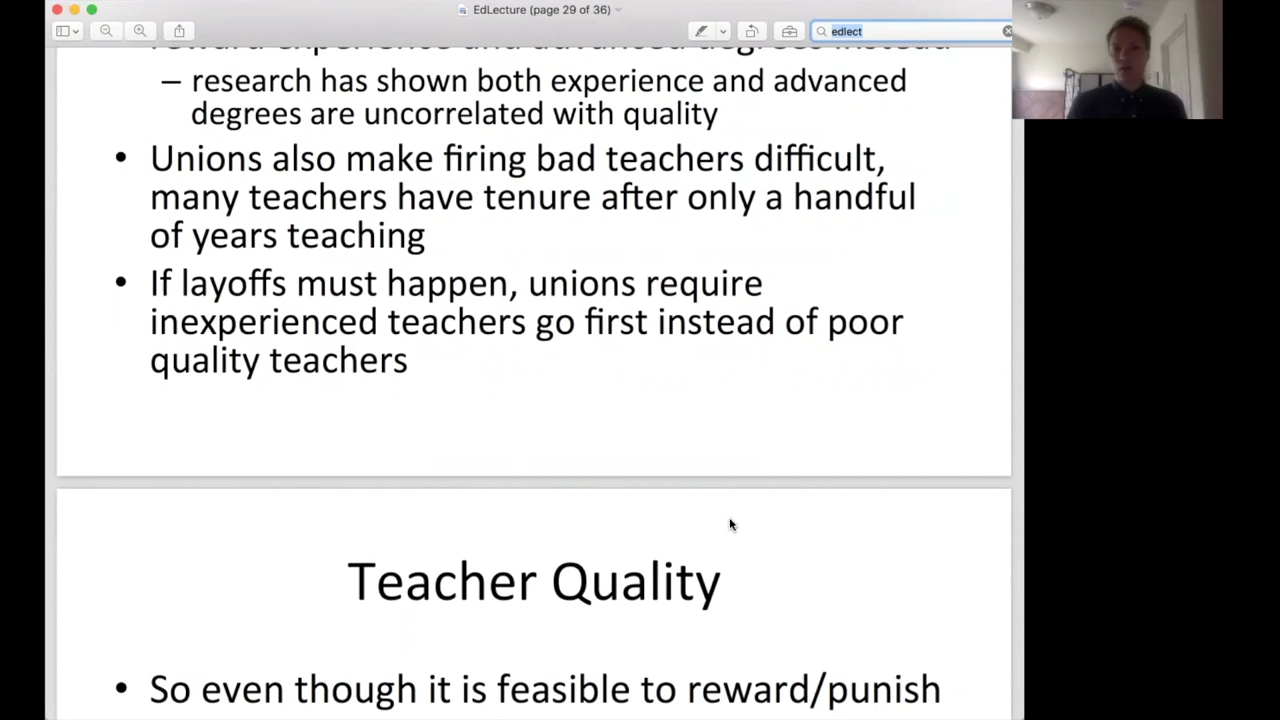 EdLecture (page 29 of 36)
edlect
reward experience and advanced degrees instead
– research has shown both experience and advanced
degrees are uncorrelated with quality
• Unions also make firing bad teachers difficult,
many teachers have tenure after only a handful
of years teaching
• If layoffs must happen, unions require
inexperienced teachers go first instead of poor
quality teachers
Teacher Quality
• So even though it is feasible to reward/punish